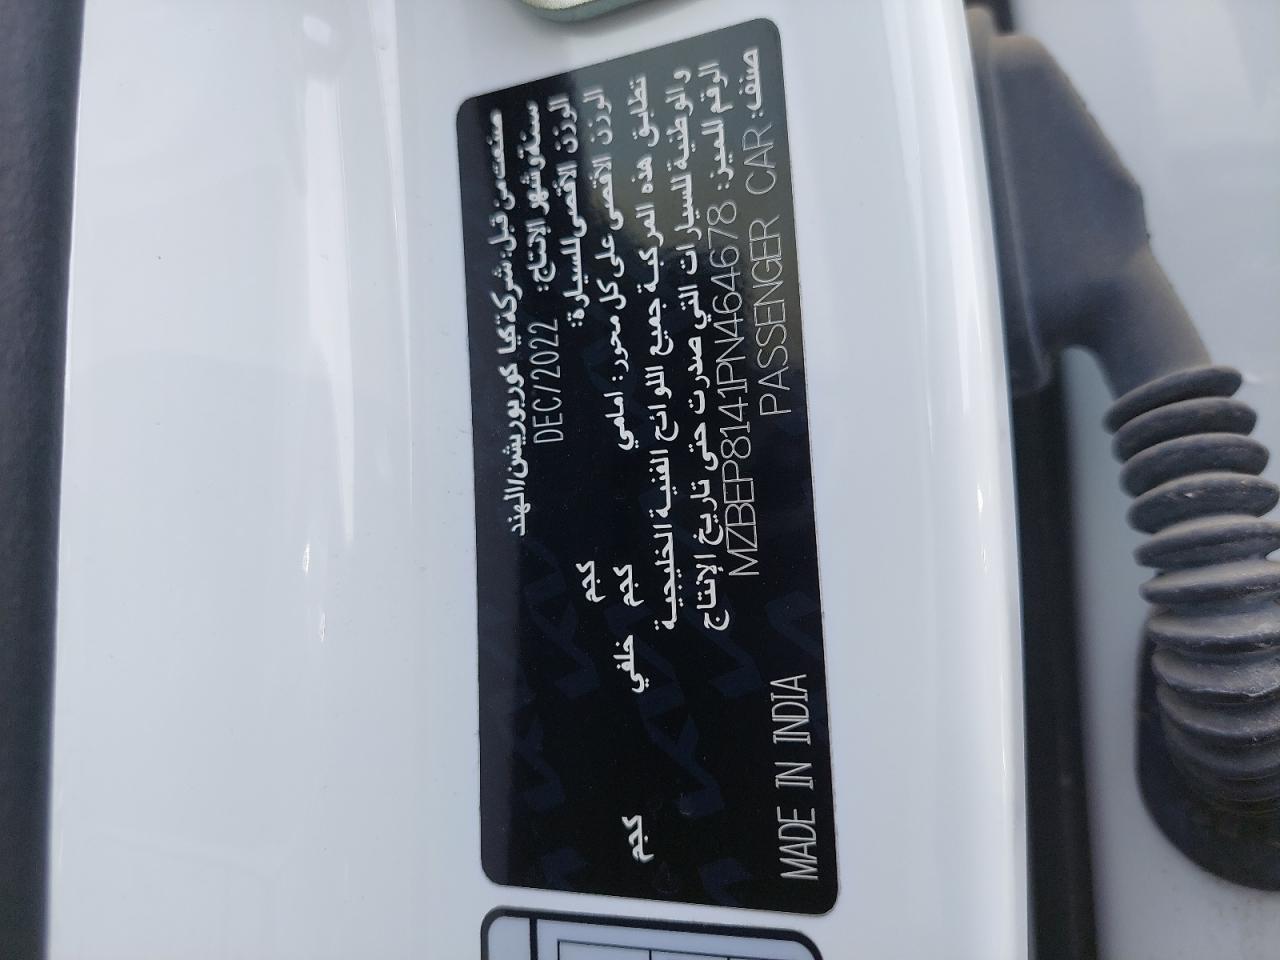 صنعت من قبل: شركة كيا كوربوريشن/الهند
سنة وشهر الإنتاج: DEC/2022
الوزن الأقصى للسيارة: كجم
الوزن الأقصى على كل محور: امامي كجم خلفي كجم
تطابق هذه المركبة جميع اللوائح الفنية الخليجية
والوطنية للسيارات التي صدرت حتى تاريخ الإنتاج
الرقم المميز: MZBEP8141PN464678
صنف: PASSENGER CAR MADE IN INDIA